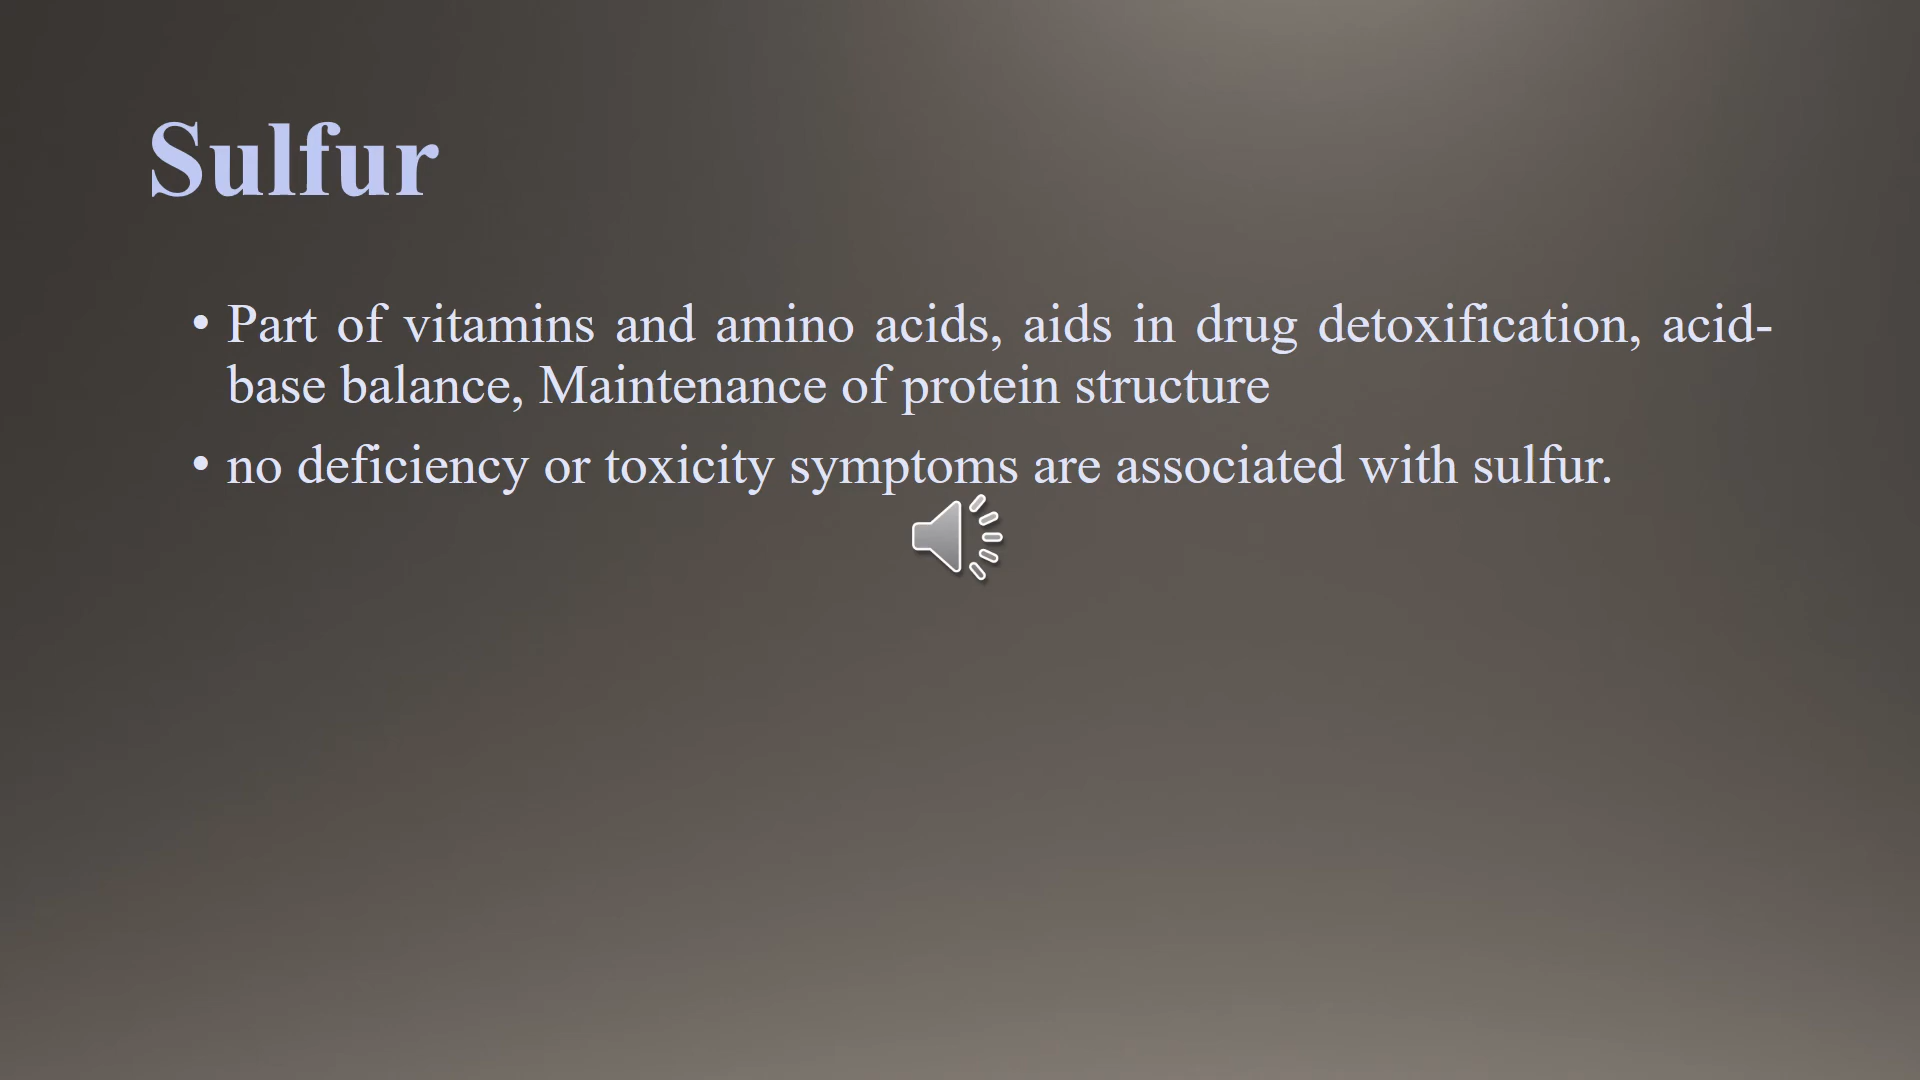 Sulfur
• Part of vitamins and amino acids, aids in drug detoxification, acid-
base balance, Maintenance of protein structure
• no deficiency or toxicity symptoms are associated with sulfur.